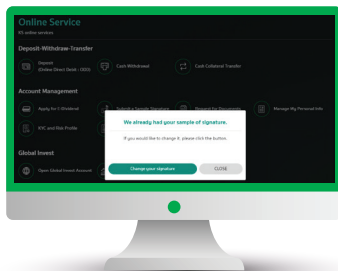 Online Service
KS online services
Deposit-Withdraw-Transfer
Deposit
(Online Direct Debit : ODD)
Cash Withdrawal
Cash Collateral Transfer
Account Management
Apply for E-Dividend
Submit a Sample Signature
Request for Documents
Manage My Personal Info
KYC and Risk Profile
We already had your sample of signature.
If you would like to change it, please click the button.
Change your signature
CLOSE
Global Invest
Open Global Invest Account